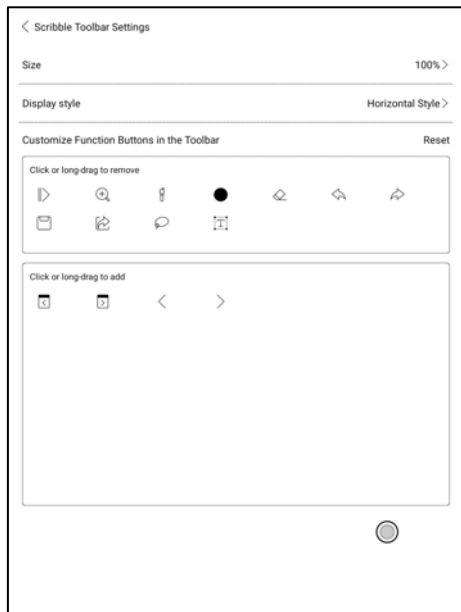 Scribble Toolbar Settings
Size 100%
Display style Horizontal Style
Customize Function Buttons in the Toolbar Reset
Click or long-drag to remove
T
Click or long-drag to add